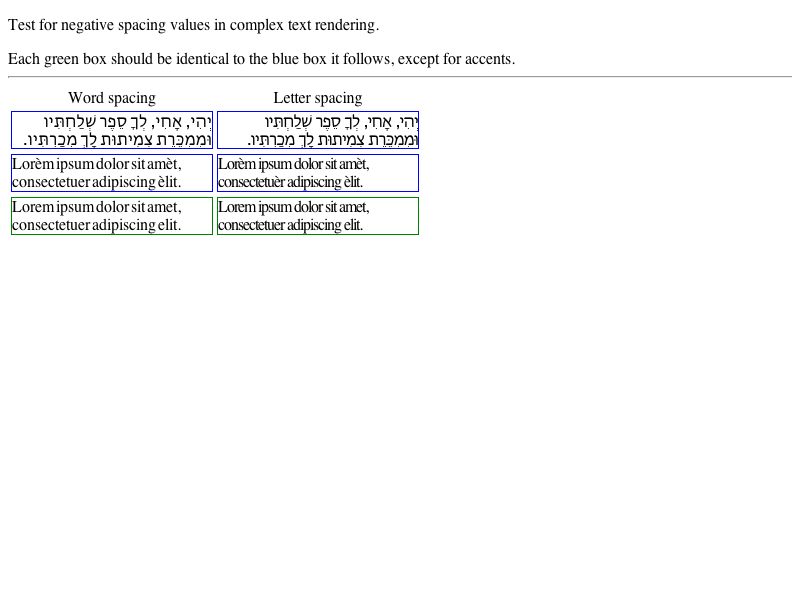 Test for negative spacing values in complex text rendering.
Each green box should be identical to the blue box it follows, except for accents.
Word spacing
Letter spacing
יְהִי, אָחִי, לְךָ סֵפֶר שְׁלַחְתִּיו
וּמִמְכֶּרֶת צְמִיתוּת לָךְ מְכַרְתִּיו.
יְהִי, אָחִי, לְךָ סֵפֶר שְׁלַחְתִּיו
וּמִמְכֶּרֶת צְמִיתוּת לָךְ מְכַרְתִּיו.
Lorèm ipsum dolor sit amèt,
consectetuer adipiscing èlit.
Lorèm ipsum dolor sit amèt,
consectetuèr adipiscing èlit.
Lorem ipsum dolor sit amet,
consectetuer adipiscing elit.
Lorem ipsum dolor sit amet,
consectetuer adipiscing elit.